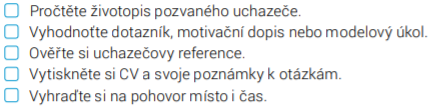 Pročtěte životopis pozvaného uchazeče.
Vyhodnoťte dotazník, motivační dopis nebo modelový úkol.
Ověřte si uchazečovy reference.
Vytiskněte si CV a svoje poznámky k otázkám.
Vyhraďte si na pohovor místo i čas.